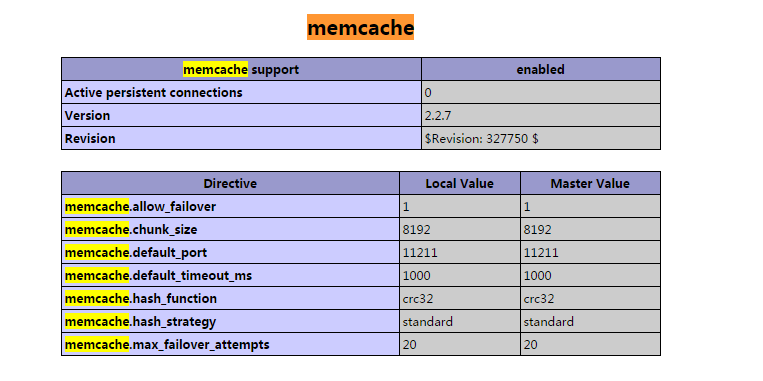 memcache
memcache support enabled
Active persistent connections 0
Version 2.2.7
Revision $Revision: 327750 $
Directive Local Value Master Value
memcache.allow_failover 1 1
memcache.chunk_size 8192 8192
memcache.default_port 11211 11211
memcache.default_timeout_ms 1000 1000
memcache.hash_function crc32 crc32
memcache.hash_strategy standard standard
memcache.max_failover_attempts 20 20